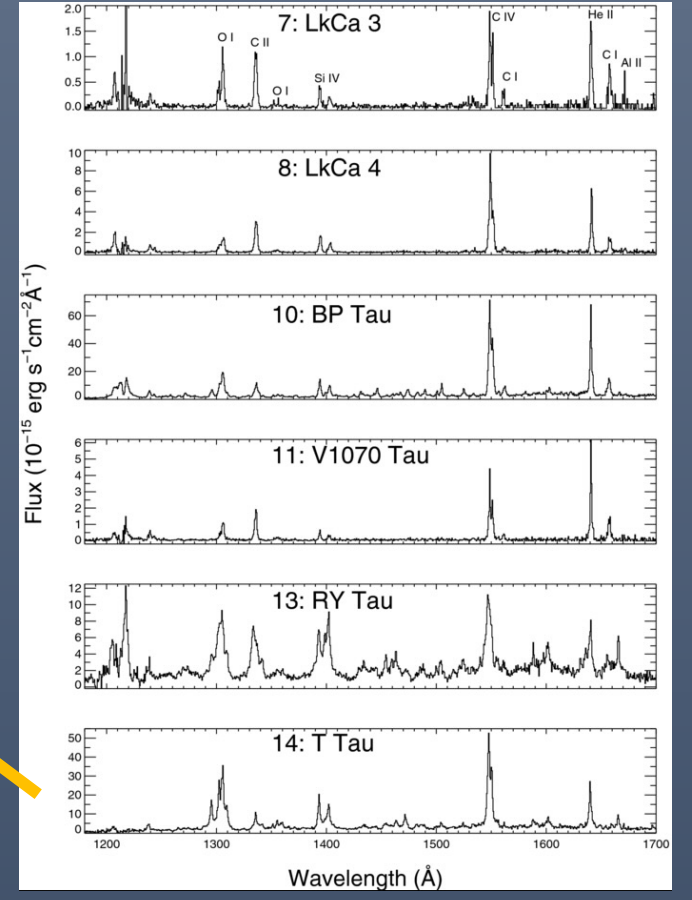 7: LkCa 3
O I
C II
O I
Si IV
C IV
C I
He II
C I
Al II
2.0
1.5
1.0
0.5
0.0
8: LkCa 4
10
8
6
4
2
0
10: BP Tau
60
40
20
0
11: V1070 Tau
6
5
4
3
2
1
0
13: RY Tau
12
10
8
6
4
2
0
14: T Tau
50
40
30
20
10
0
1200 1300 1400 1500 1600 1700
Wavelength (Å)
Flux (10⁻¹⁵ erg s⁻¹cm⁻²Å⁻¹)